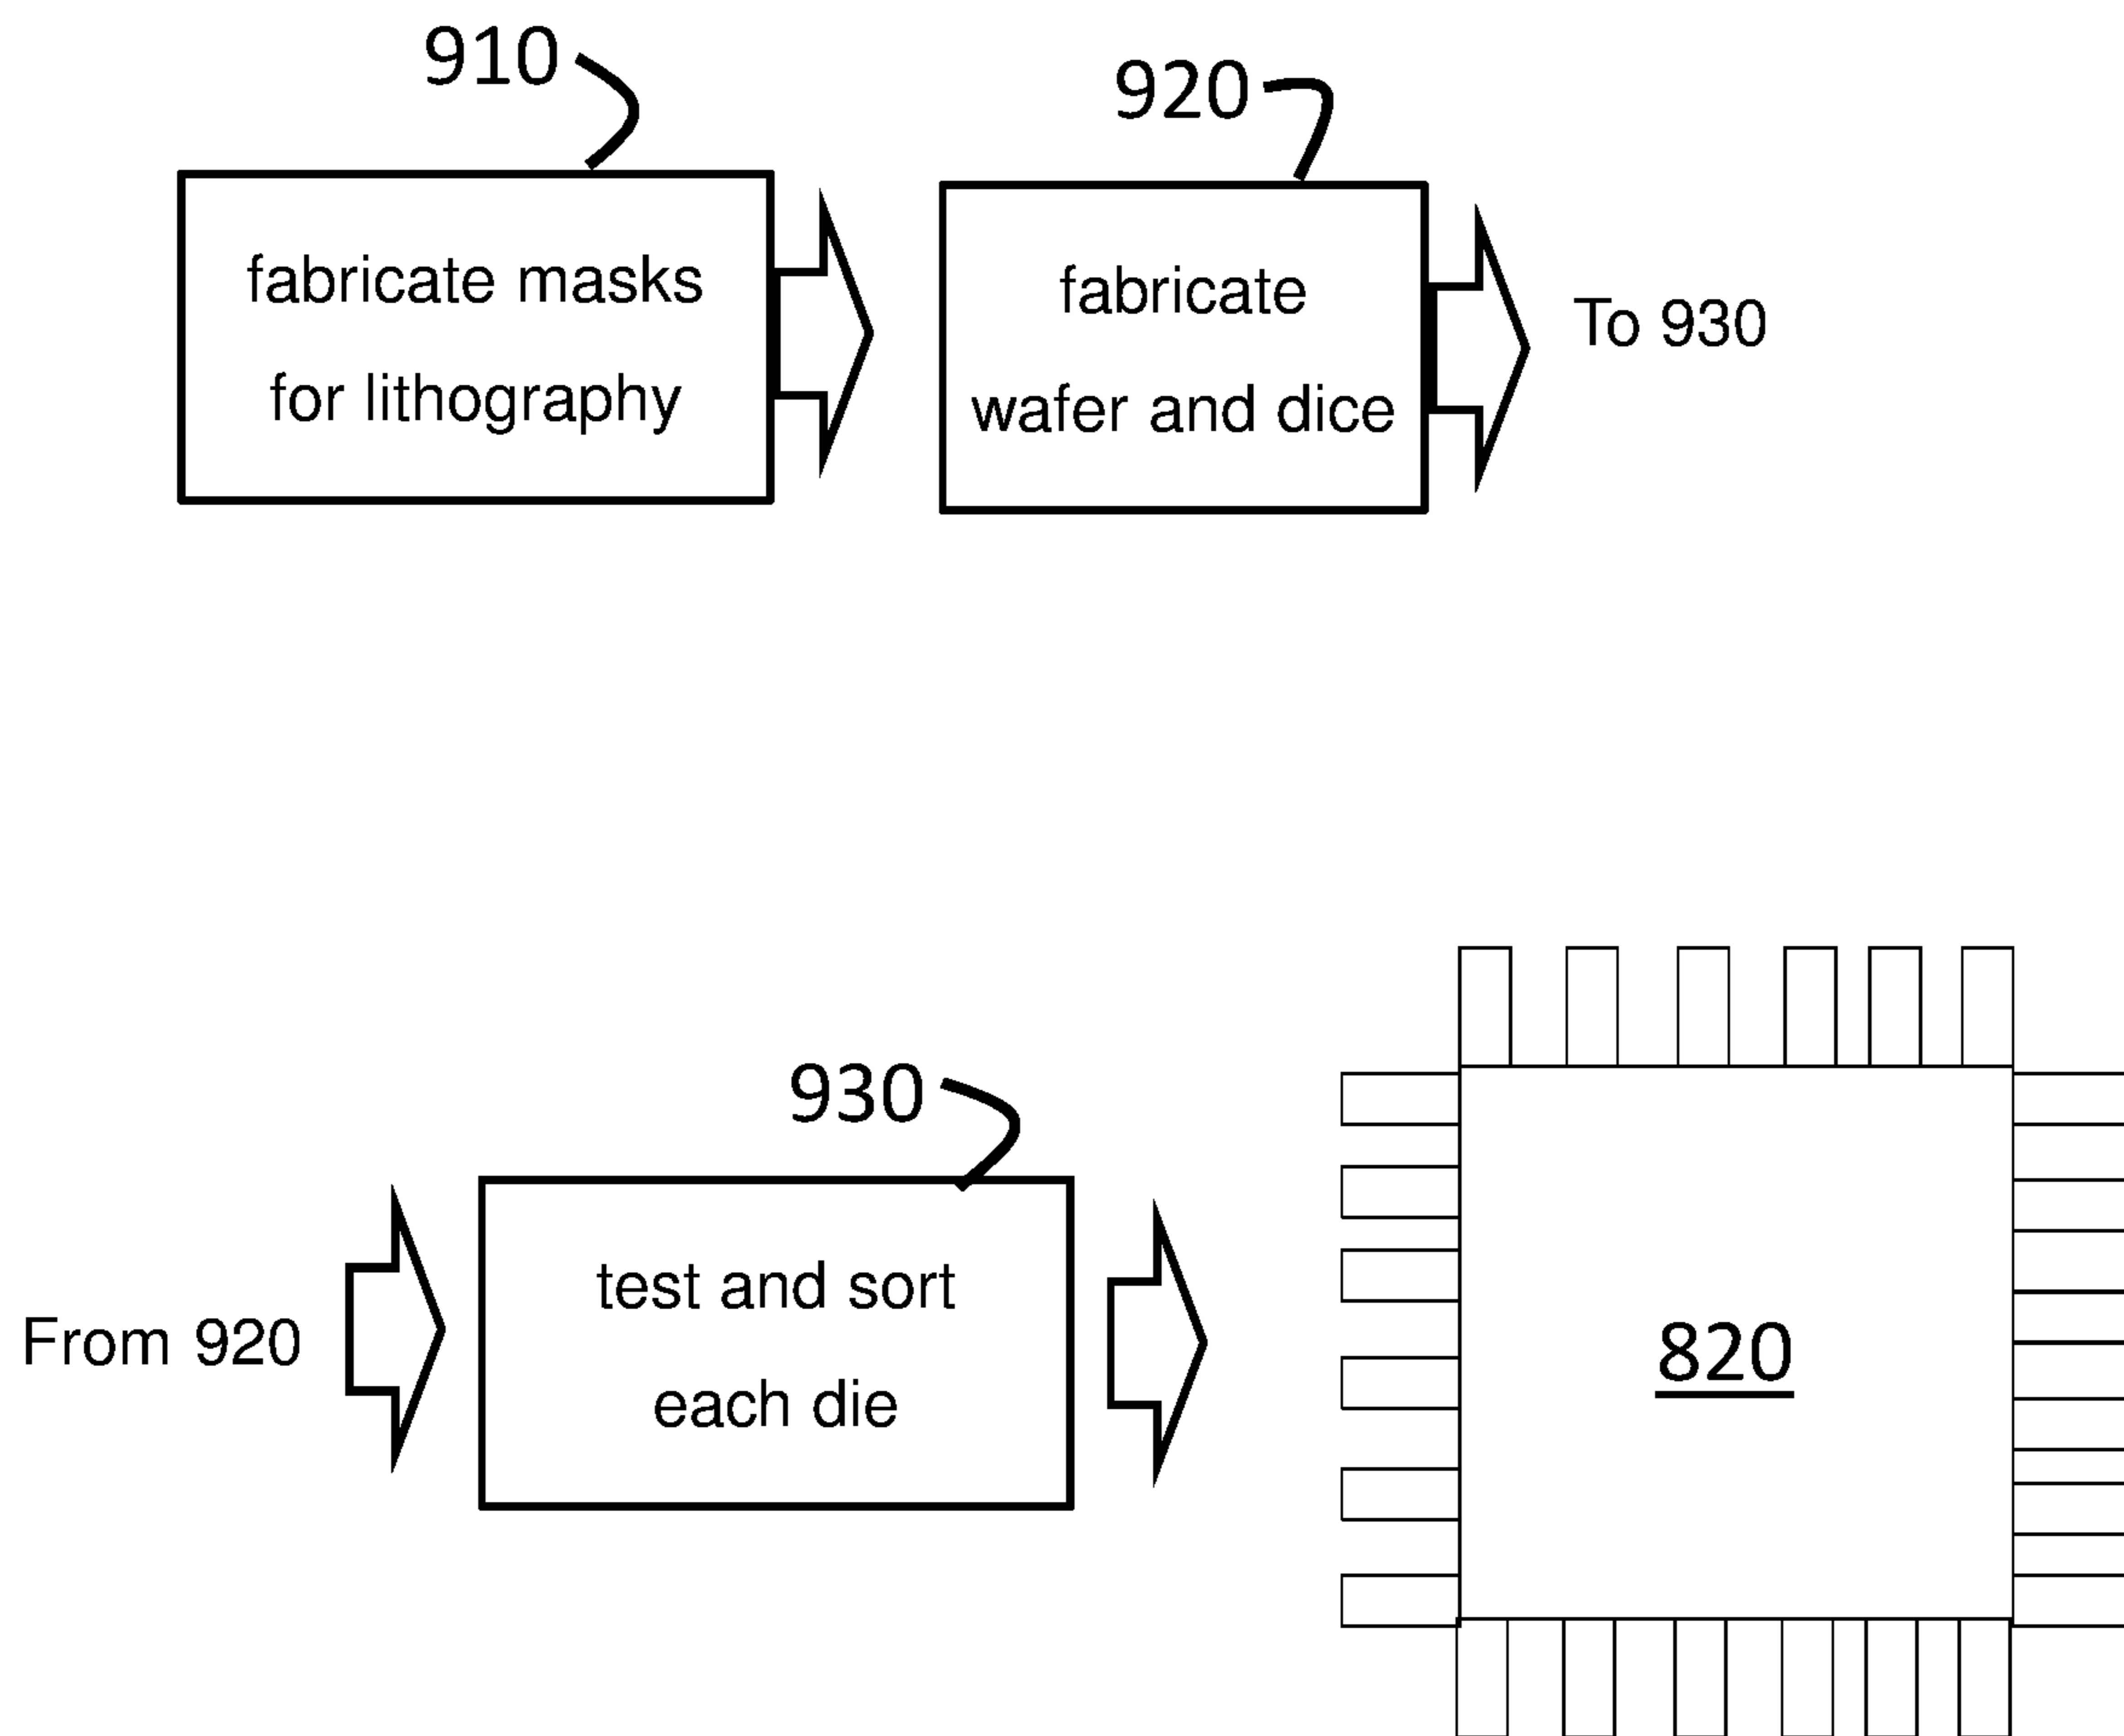 910
920
fabricate masks
for lithography
fabricate
wafer and dice
To 930
930
From 920
test and sort
each die
820